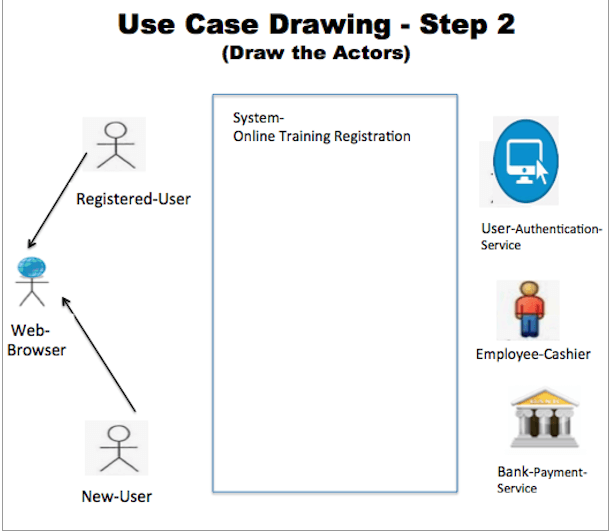 Use Case Drawing - Step 2
(Draw the Actors)
System-
Online Training Registration
Registered-User
User-Authentication-
Service
Web-
Browser
Employee-Cashier
New-User
Bank-Payment-
Service